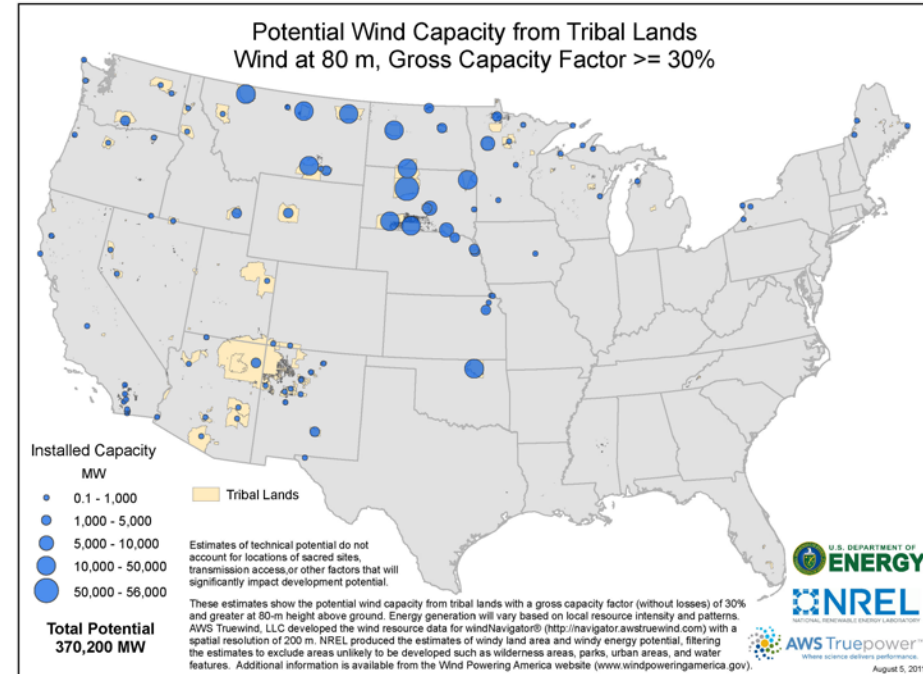 Potential Wind Capacity from Tribal Lands
Wind at 80 m, Gross Capacity Factor >= 30%
Installed Capacity
MW
0.1 - 1,000
1,000 - 5,000
5,000 - 10,000
10,000 - 50,000
50,000 - 56,000
Total Potential
370,200 MW
Tribal Lands
Estimates of technical potential do not
account for locations of sacred sites,
transmission access,or other factors that will
significantly impact development potential.
These estimates show the potential wind capacity from tribal lands with a gross capacity factor (without losses) of 30%
and greater at 80-m height above ground. Energy generation will vary based on local resource intensity and patterns.
AWS Truewind, LLC developed the wind resource data for windNavigator® (http://navigator.awstruewind.com) with a
spatial resolution of 200 m. NREL produced the estimates of windy land area and windy energy potential, filtering
the estimates to exclude areas unlikely to be developed such as wilderness areas, parks, urban areas, and water
features. Additional information is available from the Wind Powering America website (www.windpoweringamerica.gov).
U.S. DEPARTMENT OF
ENERGY
NREL
NATIONAL RENEWABLE ENERGY LABORATORY
AWS Truepower™
Where science delivers performance.